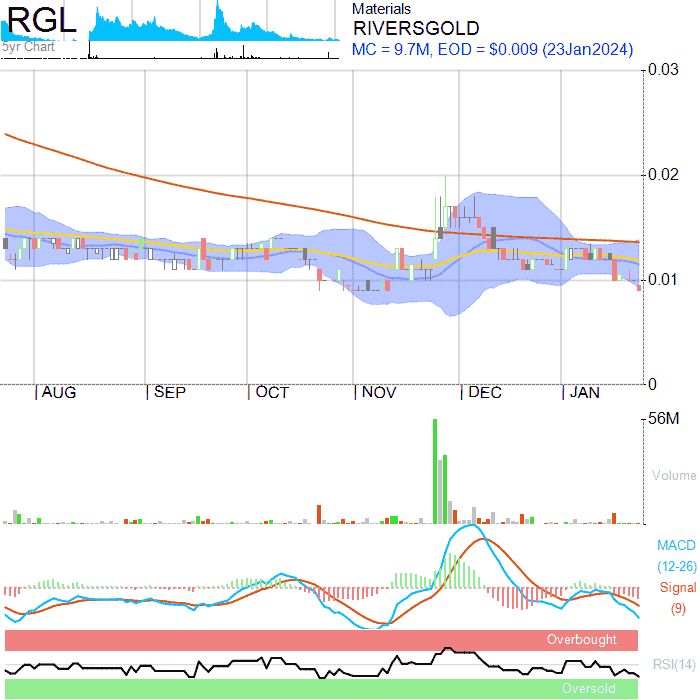 RGL
5yr Chart
Materials
RIVERSGOLD
MC = 9.7M, EOD = $0.009 (23Jan2024)
0.03
0.02
0.01
0
AUG
SEP
OCT
NOV
DEC
JAN
56M
Volume
MACD
(12-26)
Signal
(9)
Overbought
RSI(14)
Oversold